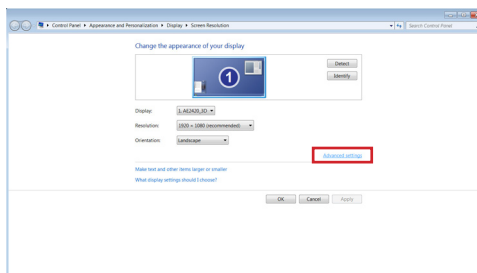 Control Panel ▸ Appearance and Personalization ▸ Display ▸ Screen Resolution
Search Control Panel
Change the appearance of your display
1
Detect
Identify
Display: 1. A62420_3D
Resolution: 1920 × 1080 (recommended)
Orientation: Landscape
Advanced settings
Make text and other items larger or smaller
What display settings should I choose?
OK Cancel Apply